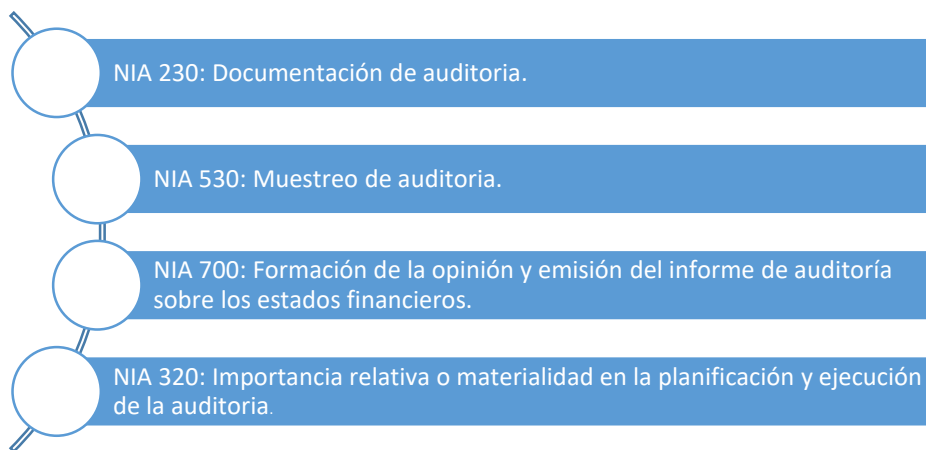 NIA 230: Documentación de auditoria.
NIA 530: Muestreo de auditoria.
NIA 700: Formación de la opinión y emisión del informe de auditoría
sobre los estados financieros.
NIA 320: Importancia relativa o materialidad en la planificación y ejecución
de la auditoria.